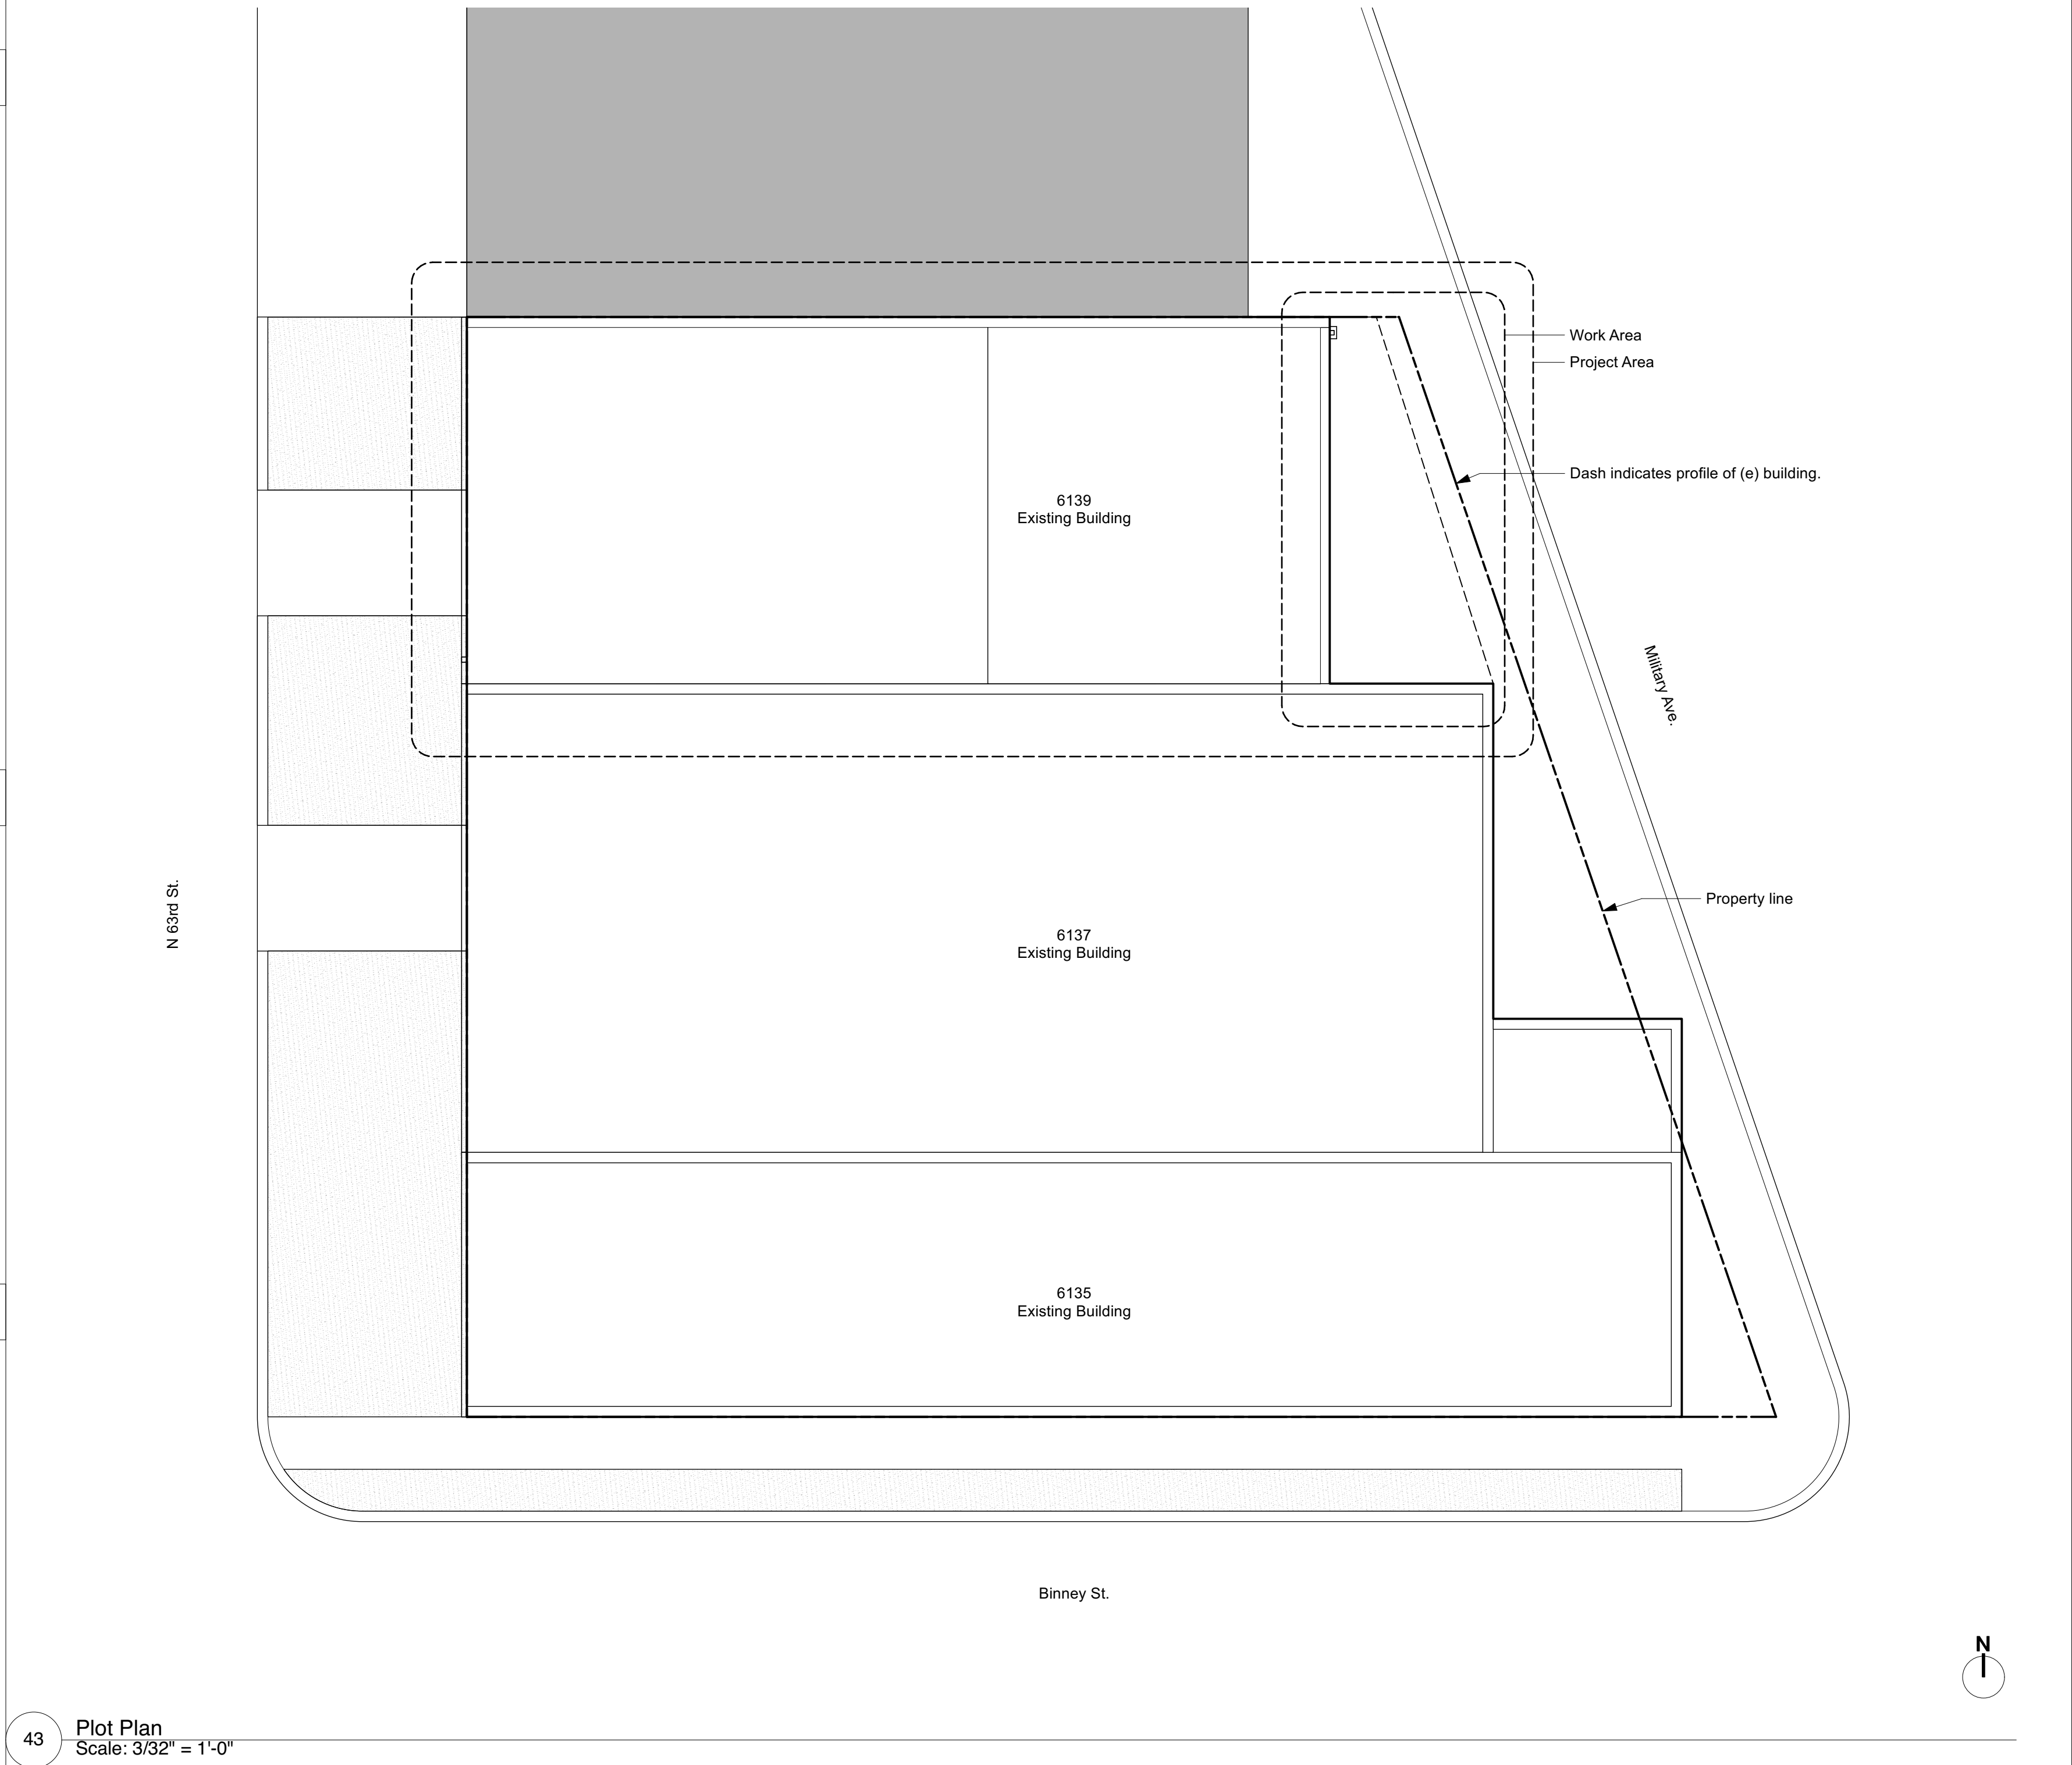 Work Area
Project Area
Dash indicates profile of (e) building.
6139
Existing Building
Military Ave.
Property line
N 63rd St.
6137
Existing Building
6135
Existing Building
Binney St.
N
43
Plot Plan
Scale: 3/32" = 1'-0"